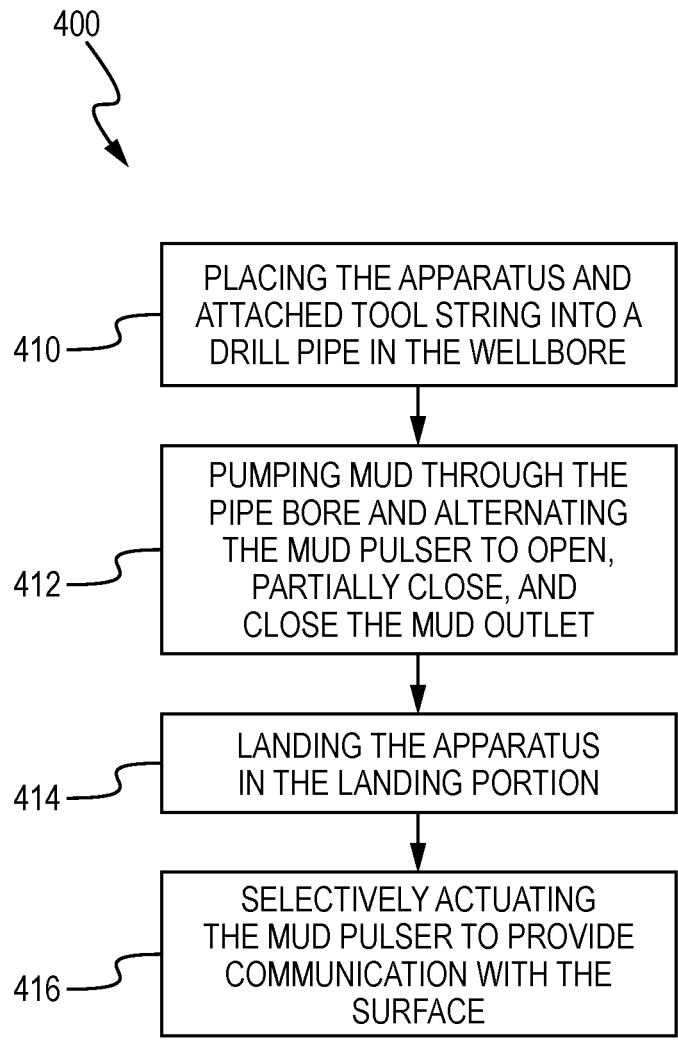 400
410
PLACING THE APPARATUS AND
ATTACHED TOOL STRING INTO A
DRILL PIPE IN THE WELLBORE
412
PUMPING MUD THROUGH THE
PIPE BORE AND ALTERNATING
THE MUD PULSER TO OPEN,
PARTIALLY CLOSE, AND
CLOSE THE MUD OUTLET
414
LANDING THE APPARATUS
IN THE LANDING PORTION
416
SELECTIVELY ACTUATING
THE MUD PULSER TO PROVIDE
COMMUNICATION WITH THE
SURFACE